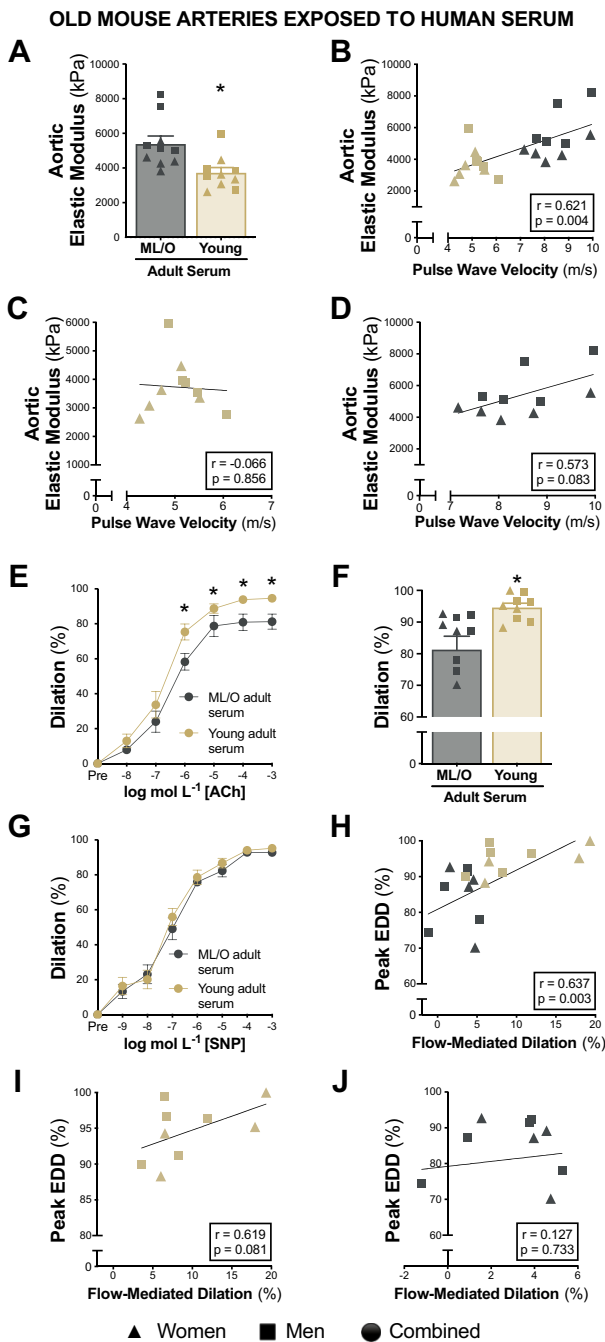 OLD MOUSE ARTERIES EXPOSED TO HUMAN SERUM
A
Aortic
Elastic Modulus (kPa)
10000
8000
6000
4000
2000
0
*
ML/O
Young
Adult Serum
B
Aortic
Elastic Modulus (kPa)
10000
8000
6000
4000
2000
0
0
4
5
6
7
8
9
10
Pulse Wave Velocity (m/s)
r = 0.621
p = 0.004
C
Aortic
Elastic Modulus (kPa)
6000
5000
4000
3000
2000
1000
0
0
4
5
6
7
Pulse Wave Velocity (m/s)
r = -0.066
p = 0.856
D
Aortic
Elastic Modulus (kPa)
10000
8000
6000
4000
2000
0
0
7
8
9
10
Pulse Wave Velocity (m/s)
r = 0.573
p = 0.083
E
Dilation (%)
100
80
60
40
20
0
* * * *
ML/O adult
serum
Young adult
serum
Pre -8 -7 -6 -5 -4 -3
log mol L⁻¹ [ACh]
F
Dilation (%)
100
90
80
70
60
0
*
ML/O
Young
Adult Serum
G
Dilation (%)
100
80
60
40
20
0
ML/O adult
serum
Young adult
serum
Pre -9 -8 -7 -6 -5 -4 -3
log mol L⁻¹ [SNP]
H
Peak EDD (%)
100
90
80
70
60
0
0
5
10
15
20
Flow-Mediated Dilation (%)
r = 0.637
p = 0.003
I
Peak EDD (%)
100
95
90
85
80
0
0
5
10
15
20
Flow-Mediated Dilation (%)
r = 0.619
p = 0.081
J
Peak EDD (%)
100
90
80
70
60
0
-2
0
2
4
6
Flow-Mediated Dilation (%)
r = 0.127
p = 0.733
Women
Men
Combined